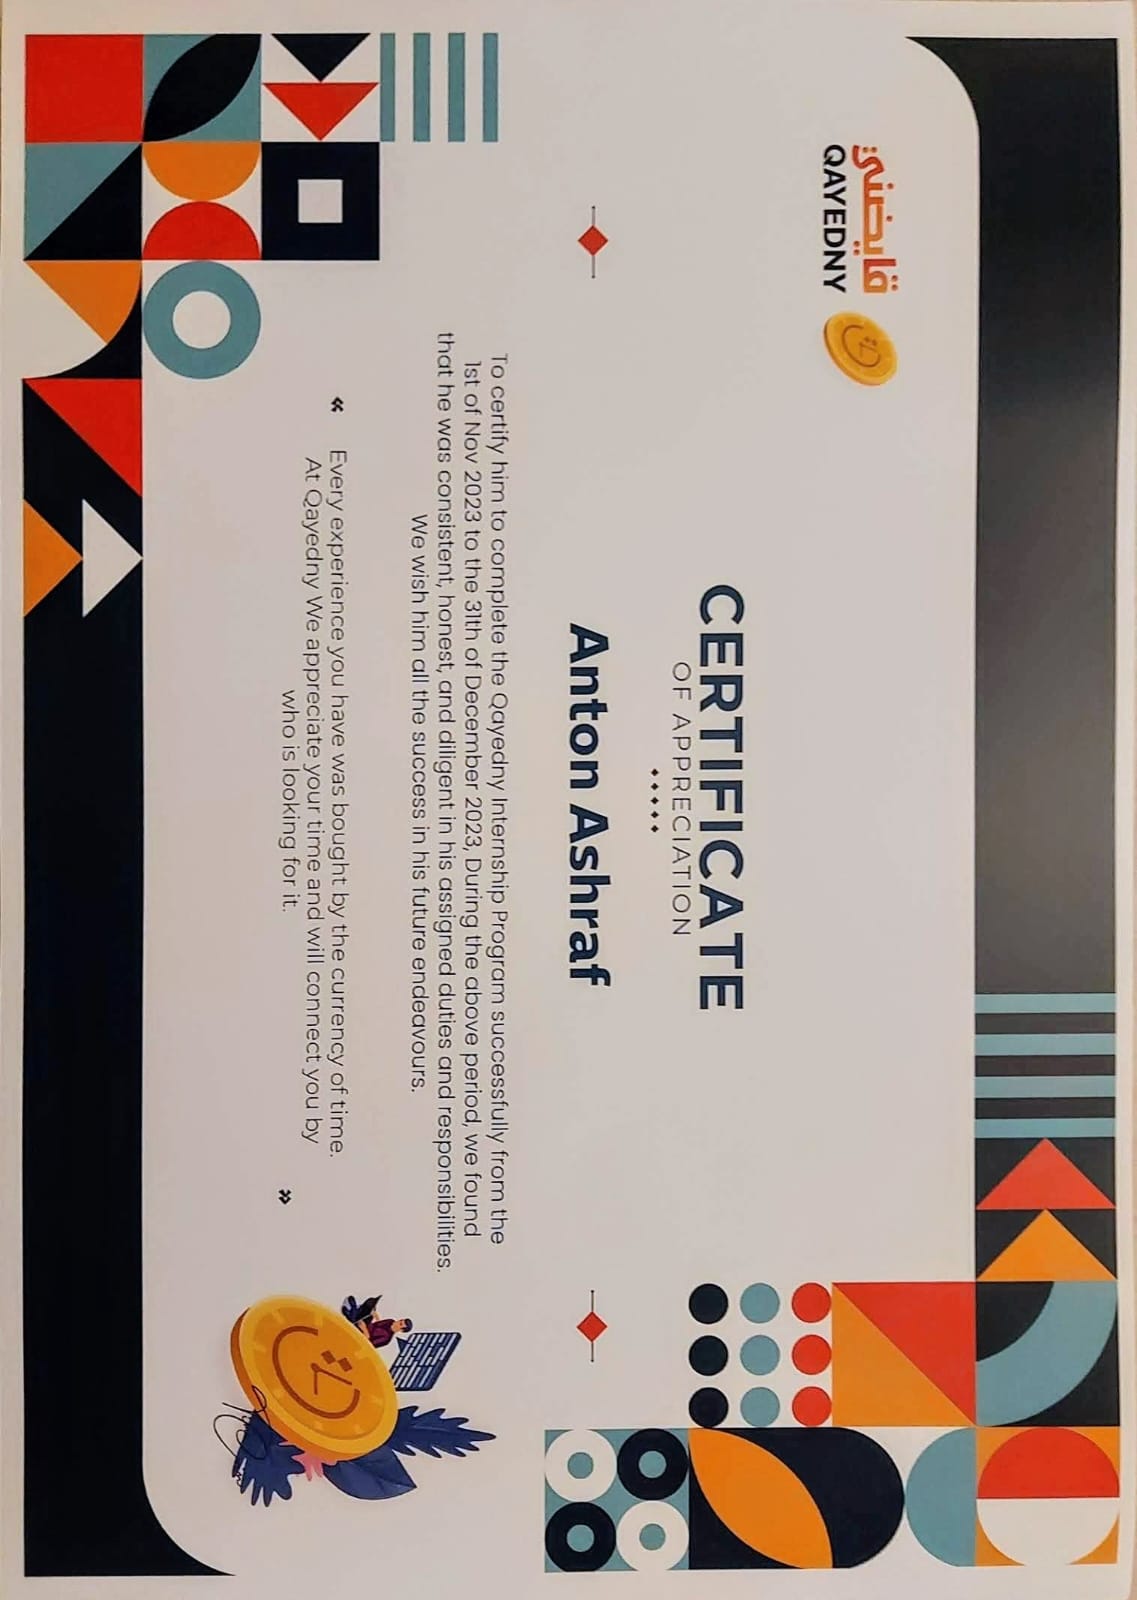 قايضني
QAYEDNY
CERTIFICATE
OF APPRECIATION
Anton Ashraf
To certify him to complete the Qayedny Internship Program successfully from the
1st of Nov 2023 to the 31th of December 2023, During the above period, we found
that he was consistent, honest, and diligent in his assigned duties and responsibilities.
We wish him all the success in his future endeavours.
« Every experience you have was bought by the currency of time.
At Qayedny We appreciate your time and will connect you by
who is looking for it. »